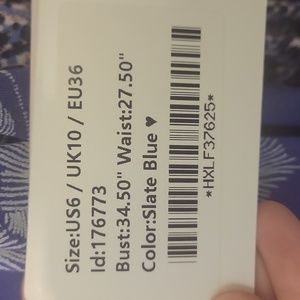 Size:US6 / UK10 / EU36
Id:176773
Bust:34.50" Waist:27.50"
Color:Slate Blue ♥
*HXLF37625*